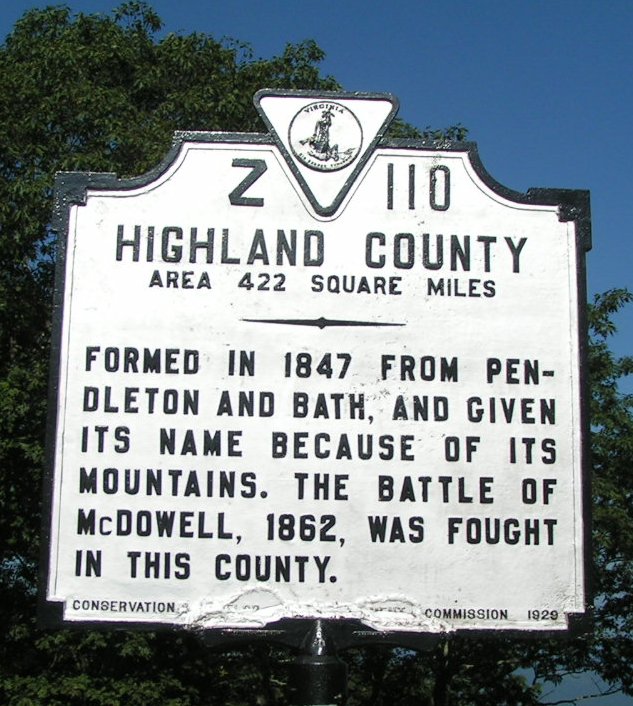 VIRGINIA
Z 110
HIGHLAND COUNTY
AREA 422 SQUARE MILES
FORMED IN 1847 FROM PEN-
DLETON AND BATH, AND GIVEN
ITS NAME BECAUSE OF ITS
MOUNTAINS. THE BATTLE OF
McDOWELL, 1862, WAS FOUGHT
IN THIS COUNTY.
CONSERVATION COMMISSION 1929